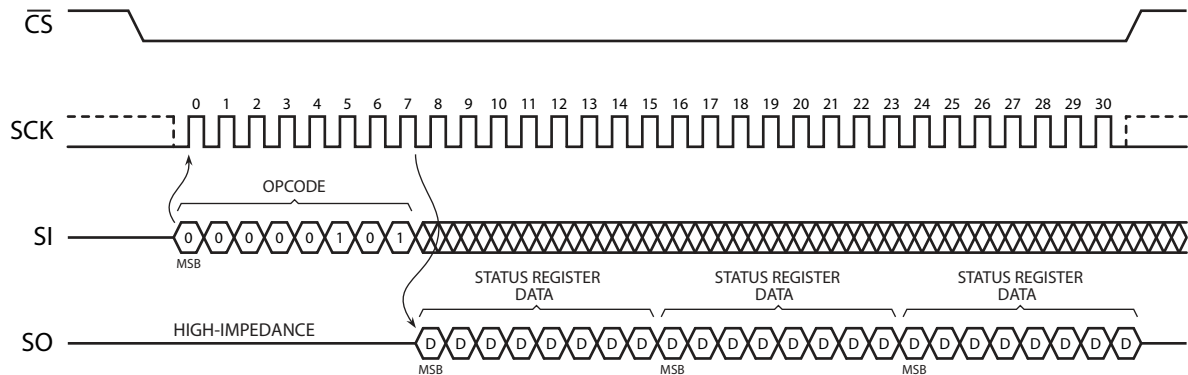 CS
0 1 2 3 4 5 6 7 8 9 10 11 12 13 14 15 16 17 18 19 20 21 22 23 24 25 26 27 28 29 30
SCK
OPCODE
SI 0 0 0 0 0 1 0 1
MSB
STATUS REGISTER DATA
STATUS REGISTER DATA
STATUS REGISTER DATA
HIGH-IMPEDANCE
SO D D D D D D D D D D D D D D D D D D D D D D D D
MSB MSB MSB